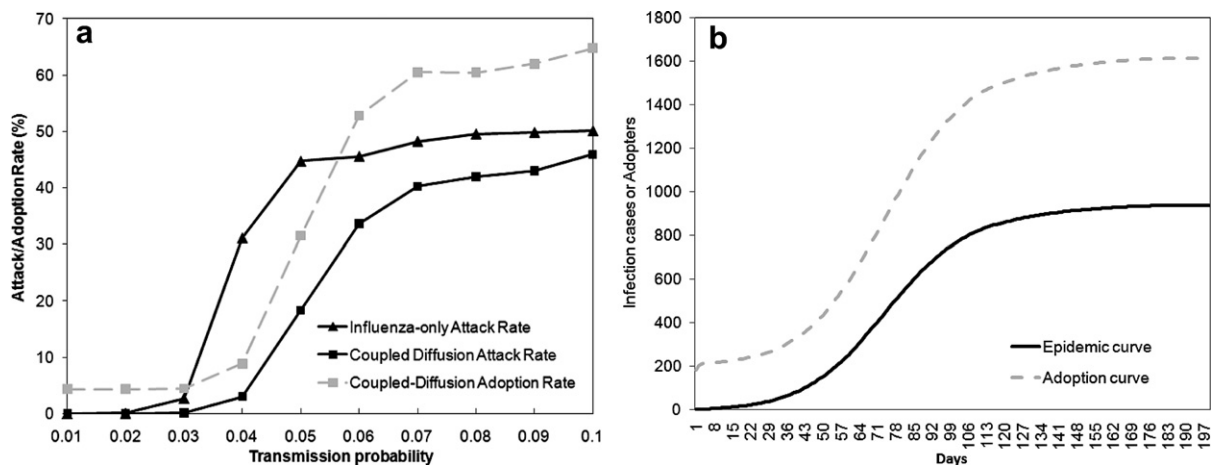 a
70
60
50
40
30
20
10
0
Attack/Adoption Rate (%)
Influenza-only Attack Rate
Coupled Diffusion Attack Rate
Coupled-Diffusion Adoption Rate
0.01 0.02 0.03 0.04 0.05 0.06 0.07 0.08 0.09 0.1
Transmission probability
b
1800
1600
1400
1200
1000
800
600
400
200
0
Infection cases or Adopters
Epidemic curve
Adoption curve
1 8 15 22 29 36 43 50 57 64 71 78 85 92 99 106 113 120 127 134 141 148 155 162 169 176 183 190 197
Days